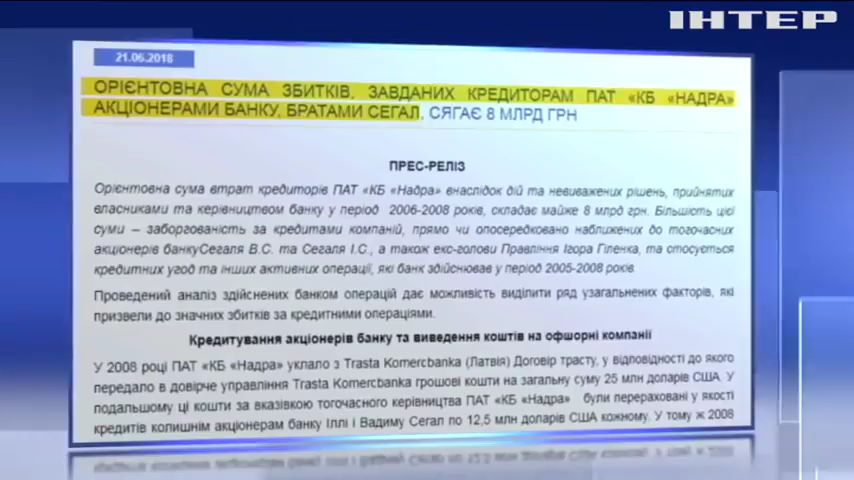 ІНТЕР
21.06.2018
ОРІЄНТОВНА СУМА ЗБИТКІВ, ЗАВДАНИХ КРЕДИТОРАМ ПАТ «КБ «НАДРА»
АКЦІОНЕРАМИ БАНКУ, БРАТАМИ СЕГАЛ, СЯГАЄ 8 МЛРД ГРН
ПРЕС-РЕЛІЗ
Орієнтовна сума втрат кредиторів ПАТ «КБ «Надра» внаслідок дій та невиважених рішень, прийнятих
власниками та керівництвом банку у період 2006-2008 років, складає майже 8 млрд грн. Більшість цієї
суми – заборгованість за кредитами компаній, прямо чи опосередковано наближених до тогочасних
акціонерів банкуСегаля В.С. та Сегаля І.С., а також екс-голови Правління Ігора Гіленка, та стосується
кредитних угод та інших активних операції, які банк здійснював у період 2005-2008 років.
Проведений аналіз здійснених банком операцій дає можливість виділити ряд узагальнених факторів, які
призвели до значних збитків за кредитними операціями.
Кредитування акціонерів банку та виведення коштів на офшорні компанії
У 2008 році ПАТ «КБ «Надра» уклало з Trasta Komercbanka (Латвія) Договір трасту, у відповідності до якого
передало в довірче управління Trasta Komercbanka грошові кошти на загальну суму 25 млн доларів США. У
подальшому ці кошти за вказівкою тогочасного керівництва ПАТ «КБ «Надра» були перераховані у якості
кредитів колишнім акціонерам банку Іллі і Вадиму Сегал по 12,5 млн доларів США кожному. У тому ж 2008